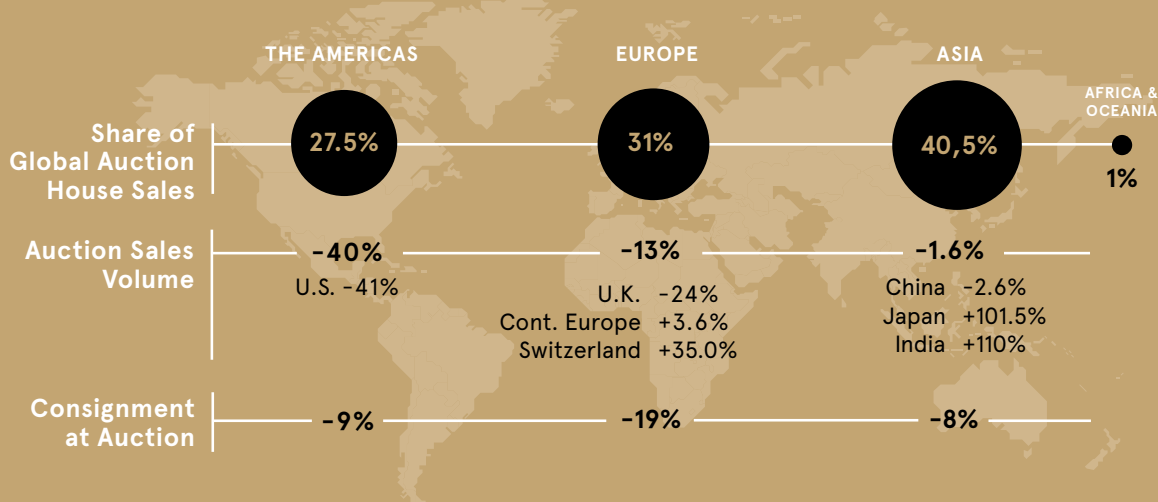 THE AMERICAS
EUROPE
ASIA
AFRICA &
OCEANIA
Share of
Global Auction
House Sales
27.5%
31%
40,5%
1%
Auction Sales
Volume
-40%
-13%
-1.6%
U.S. -41%
U.K. -24%
Cont. Europe +3.6%
Switzerland +35.0%
China -2.6%
Japan +101.5%
India +110%
Consignment
at Auction
-9%
-19%
-8%